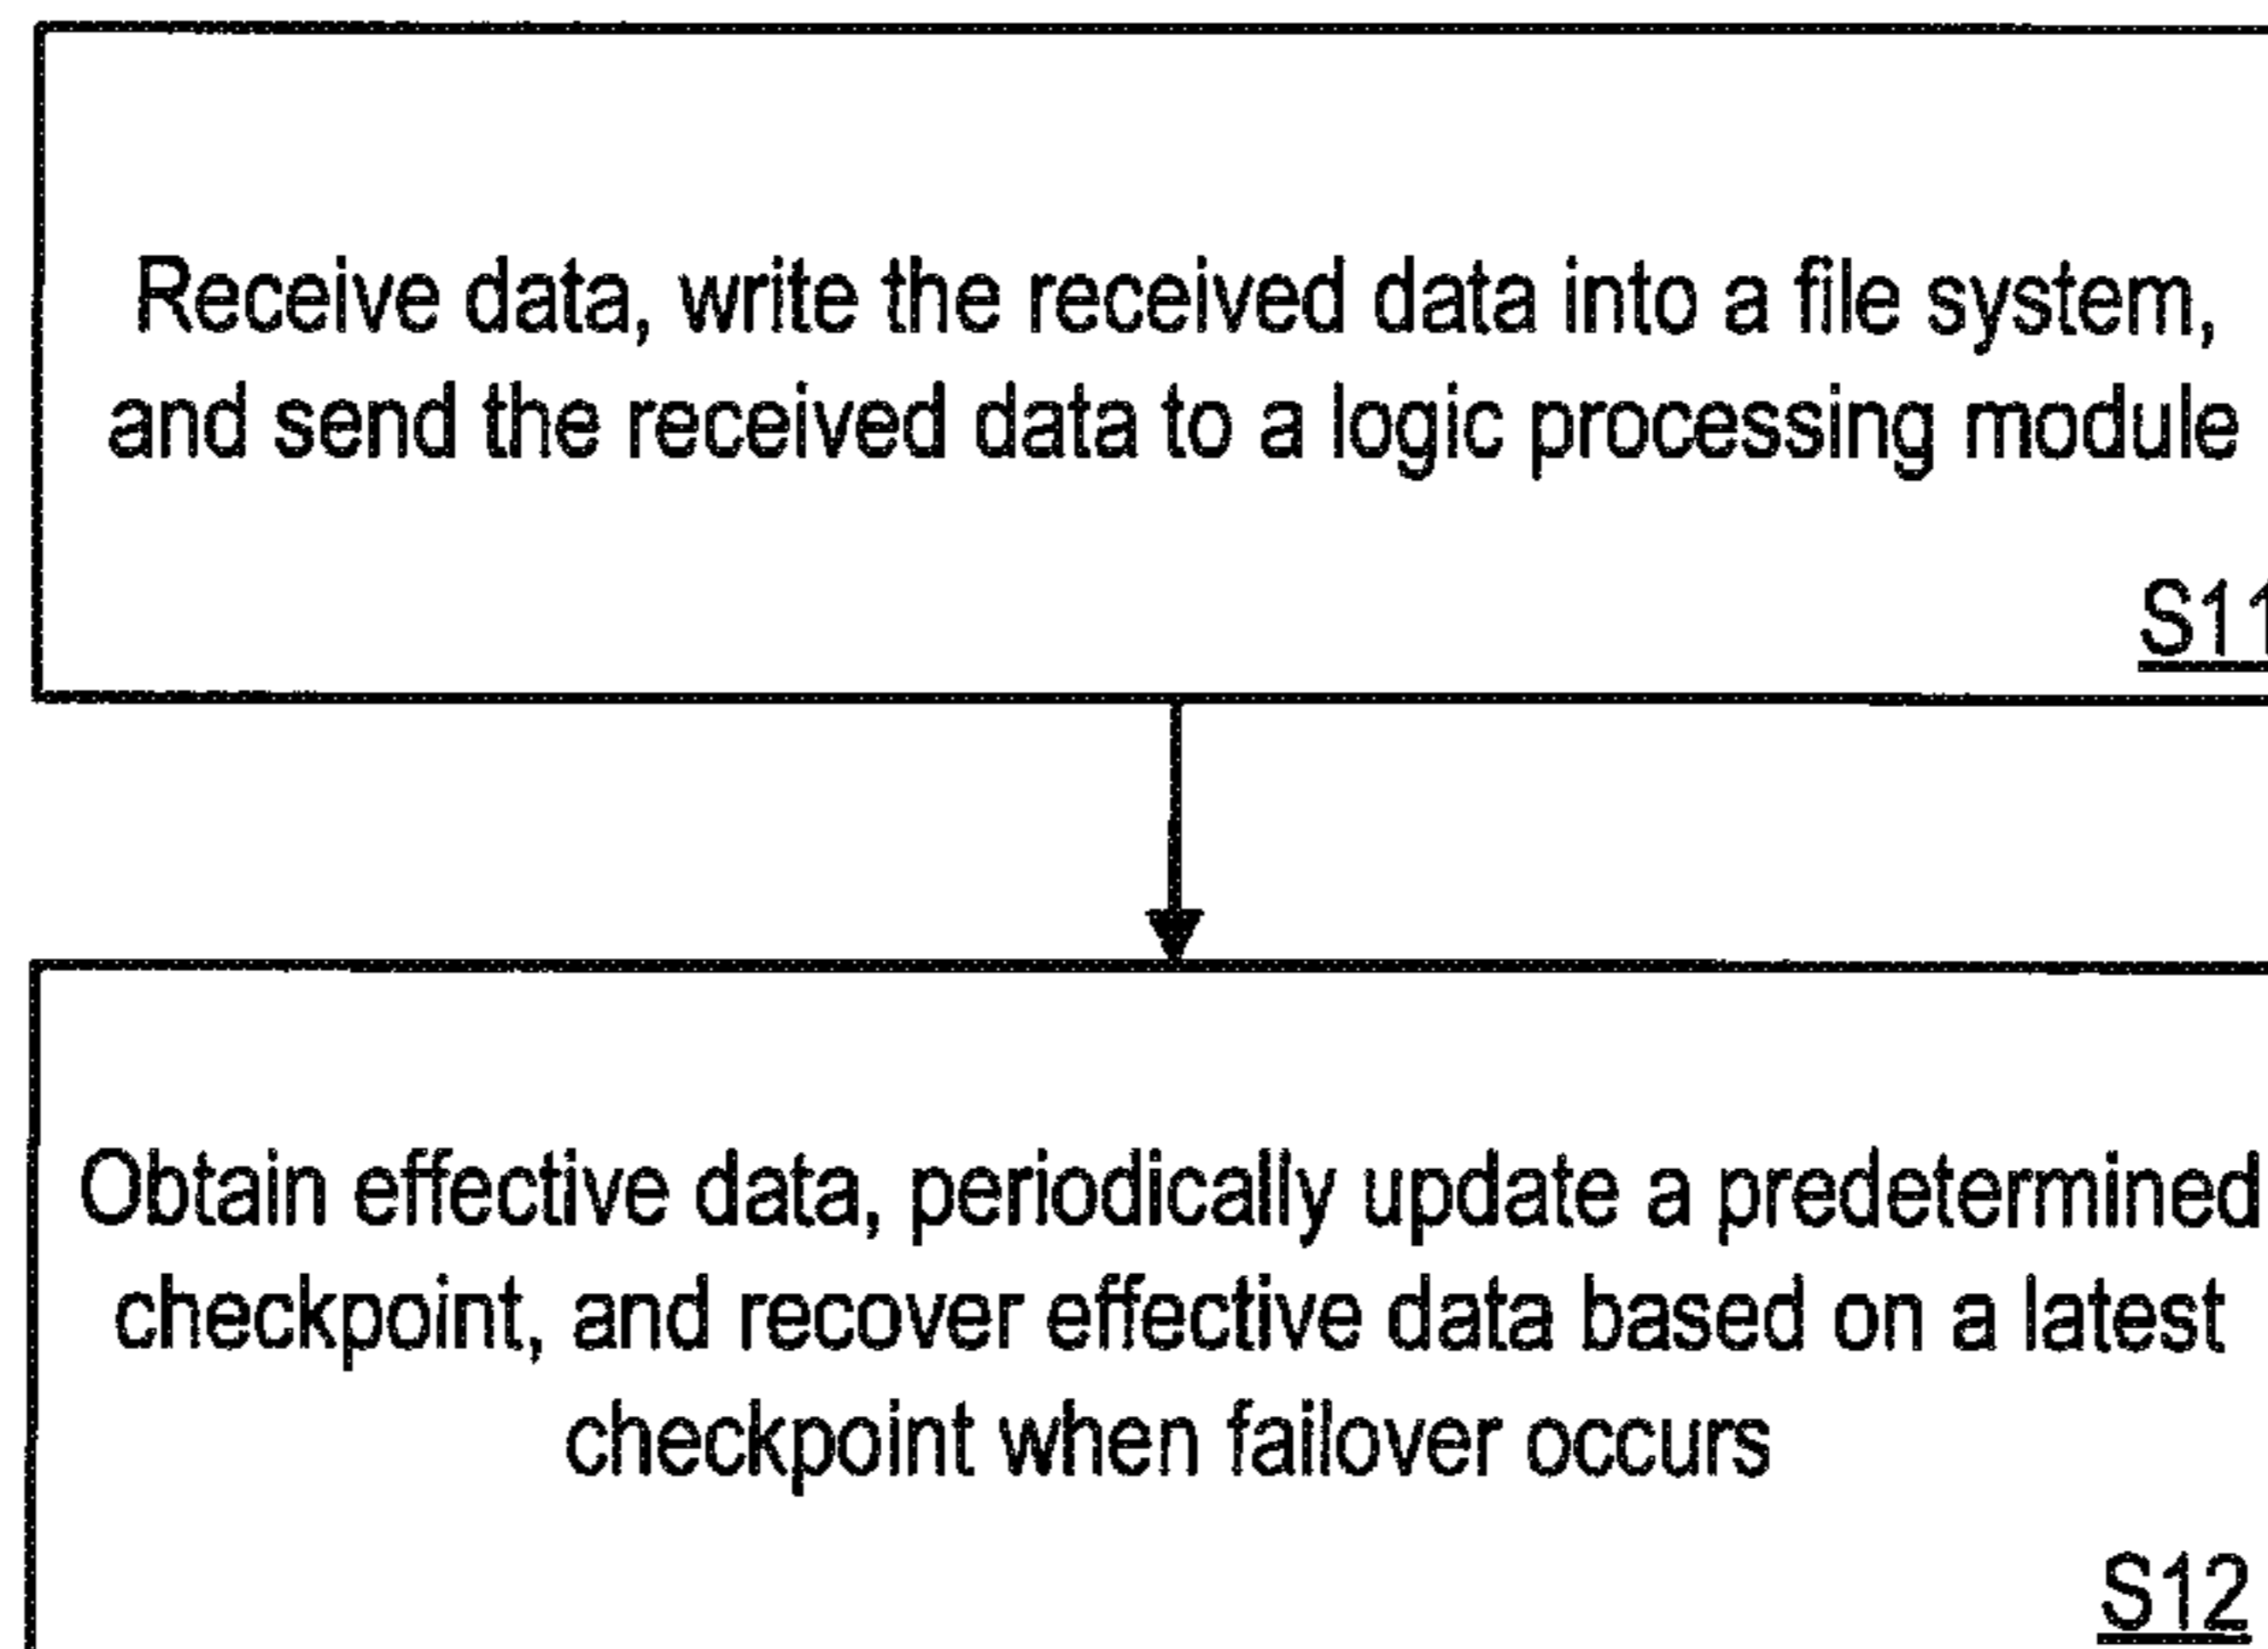 Receive data, write the received data into a file system,
and send the received data to a logic processing module
S11
Obtain effective data, periodically update a predetermined
checkpoint, and recover effective data based on a latest
checkpoint when failover occurs
S12